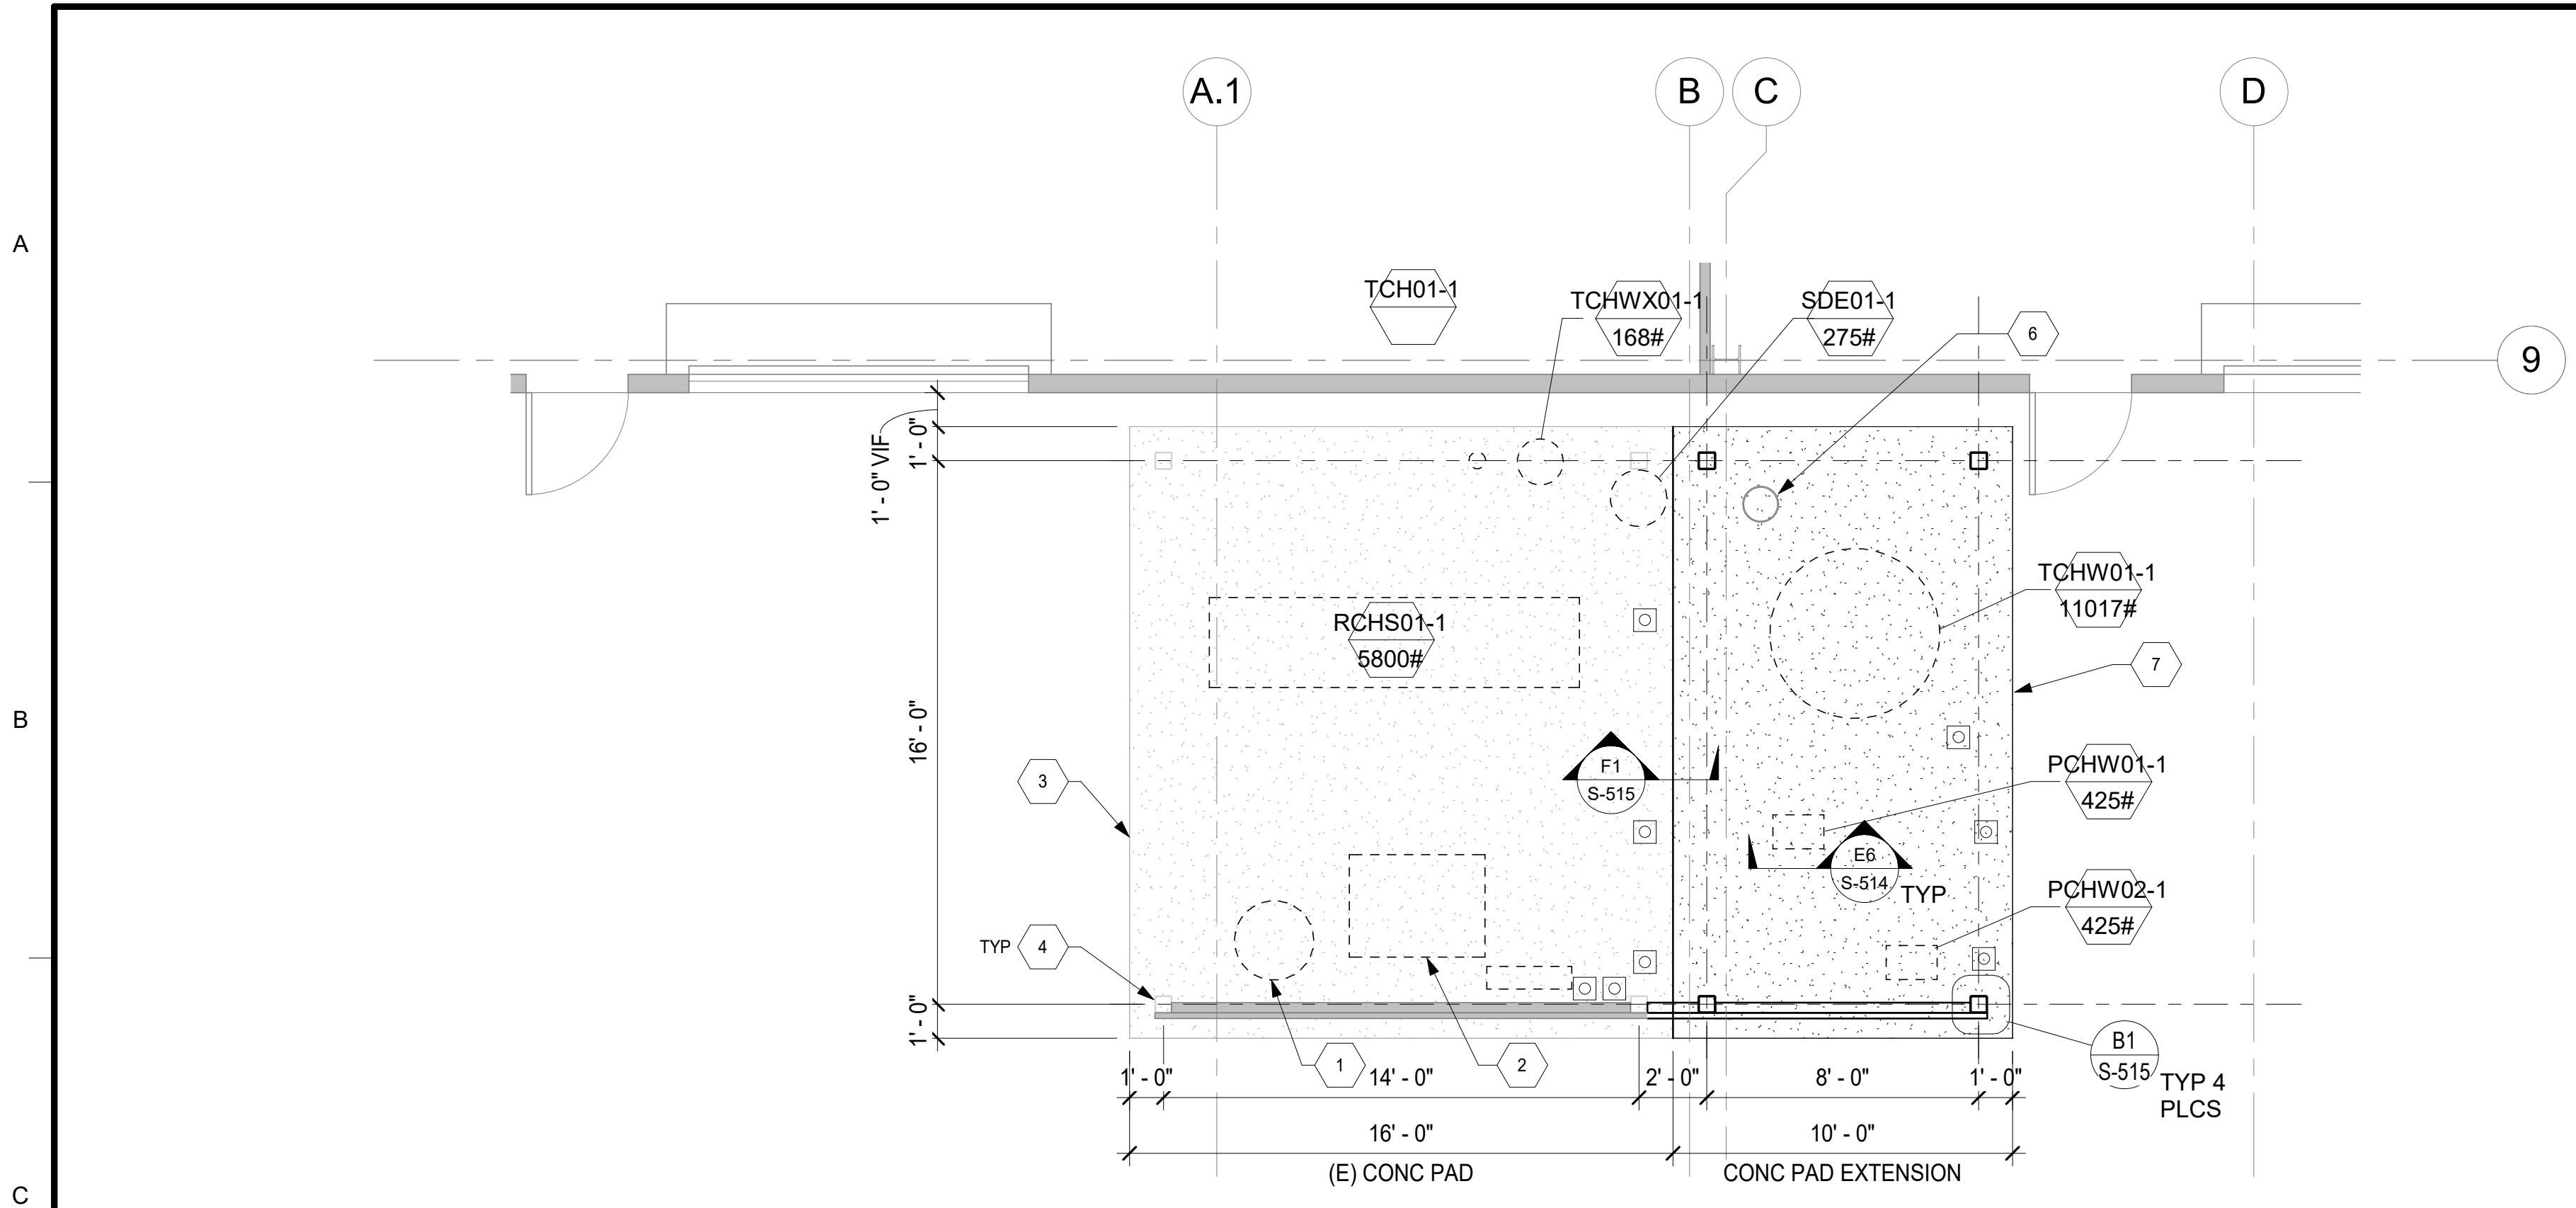 A.1
B
C
D
A
TCH01-1
TCHWX01-1
168#
SDE01-1
275#
6
9
1' - 0" VIF
1' - 0"
TCHW01-1
11017#
RCHS01-1
5800#
7
B
16' - 0"
3
F1
S-515
PCHW01-1
425#
E6
S-514
TYP
PCHW02-1
425#
TYP
4
1' - 0"
1
2
B1
S-515
TYP 4
PLCS
1' - 0"
14' - 0"
2' - 0"
8' - 0"
1' - 0"
16' - 0"
10' - 0"
(E) CONC PAD
CONC PAD EXTENSION
C